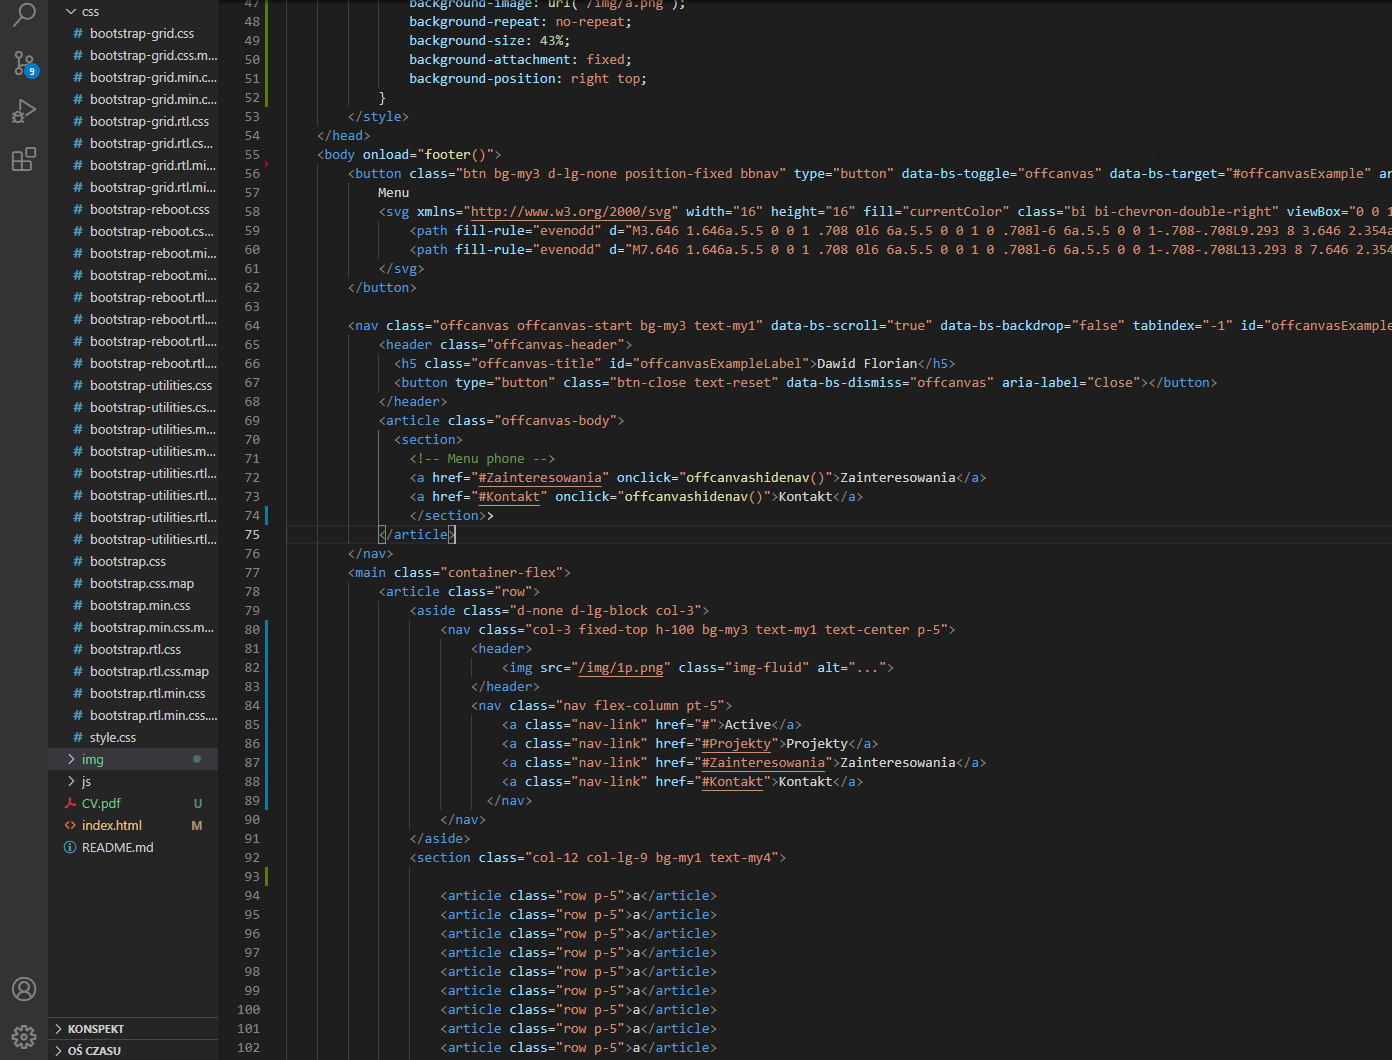 9
css
bootstrap-grid.css
bootstrap-grid.css.m...
bootstrap-grid.min.c...
bootstrap-grid.min.c...
bootstrap-grid.rtl.css
bootstrap-grid.rtl.cs...
bootstrap-grid.rtl.mi...
bootstrap-grid.rtl.mi...
bootstrap-reboot.css
bootstrap-reboot.cs...
bootstrap-reboot.mi...
bootstrap-reboot.mi...
bootstrap-reboot.rtl....
bootstrap-reboot.rtl....
bootstrap-reboot.rtl....
bootstrap-reboot.rtl....
bootstrap-utilities.css
bootstrap-utilities.cs...
bootstrap-utilities.m...
bootstrap-utilities.m...
bootstrap-utilities.rtl...
bootstrap-utilities.rtl...
bootstrap-utilities.rtl...
bootstrap-utilities.rtl...
bootstrap.css
bootstrap.css.map
bootstrap.min.css
bootstrap.min.css.m...
bootstrap.rtl.css
bootstrap.rtl.css.map
bootstrap.rtl.min.css
bootstrap.rtl.min.css....
style.css
img
js
CV.pdf U
index.html M
README.md
KONSPEKT
OŚ CZASU
47 background-image: url("/img/a.png");
48 background-repeat: no-repeat;
49 background-size: 43%;
50 background-attachment: fixed;
51 background-position: right top;
52 }
53 </style>
54 </head>
55 <body onload="footer()">
56 <button class="btn bg-my3 d-lg-none position-fixed bbnav" type="button" data-bs-toggle="offcanvas" data-bs-target="#offcanvasExample" ar
57 Menu
58 <svg xmlns="http://www.w3.org/2000/svg" width="16" height="16" fill="currentColor" class="bi bi-chevron-double-right" viewBox="0 0 1
59 <path fill-rule="evenodd" d="M3.646 1.646a.5.5 0 0 1 .708 0l6 6a.5.5 0 0 1 0 .708l-6 6a.5.5 0 0 1-.708-.708L9.293 8 3.646 2.354a
60 <path fill-rule="evenodd" d="M7.646 1.646a.5.5 0 0 1 .708 0l6 6a.5.5 0 0 1 0 .708l-6 6a.5.5 0 0 1-.708-.708L13.293 8 7.646 2.354
61 </svg>
62 </button>
63
64 <nav class="offcanvas offcanvas-start bg-my3 text-my1" data-bs-scroll="true" data-bs-backdrop="false" tabindex="-1" id="offcanvasExample
65 <header class="offcanvas-header">
66 <h5 class="offcanvas-title" id="offcanvasExampleLabel">Dawid Florian</h5>
67 <button type="button" class="btn-close text-reset" data-bs-dismiss="offcanvas" aria-label="Close"></button>
68 </header>
69 <article class="offcanvas-body">
70 <section>
71 <!-- Menu phone -->
72 <a href="#Zainteresowania" onclick="offcanvashidenav()">Zainteresowania</a>
73 <a href="#Kontakt" onclick="offcanvashidenav()">Kontakt</a>
74 </section>>
75 </article>
76 </nav>
77 <main class="container-flex">
78 <article class="row">
79 <aside class="d-none d-lg-block col-3">
80 <nav class="col-3 fixed-top h-100 bg-my3 text-my1 text-center p-5">
81 <header>
82 <img src="/img/1p.png" class="img-fluid" alt="...">
83 </header>
84 <nav class="nav flex-column pt-5">
85 <a class="nav-link" href="#">Active</a>
86 <a class="nav-link" href="#Projekty">Projekty</a>
87 <a class="nav-link" href="#Zainteresowania">Zainteresowania</a>
88 <a class="nav-link" href="#Kontakt">Kontakt</a>
89 </nav>
90 </nav>
91 </aside>
92 <section class="col-12 col-lg-9 bg-my1 text-my4">
93
94 <article class="row p-5">a</article>
95 <article class="row p-5">a</article>
96 <article class="row p-5">a</article>
97 <article class="row p-5">a</article>
98 <article class="row p-5">a</article>
99 <article class="row p-5">a</article>
100 <article class="row p-5">a</article>
101 <article class="row p-5">a</article>
102 <article class="row p-5">a</article>